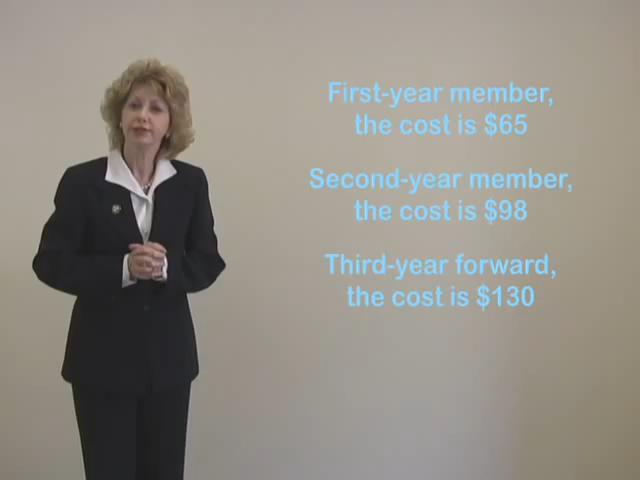 First-year member,
the cost is $65
Second-year member,
the cost is $98
Third-year forward,
the cost is $130